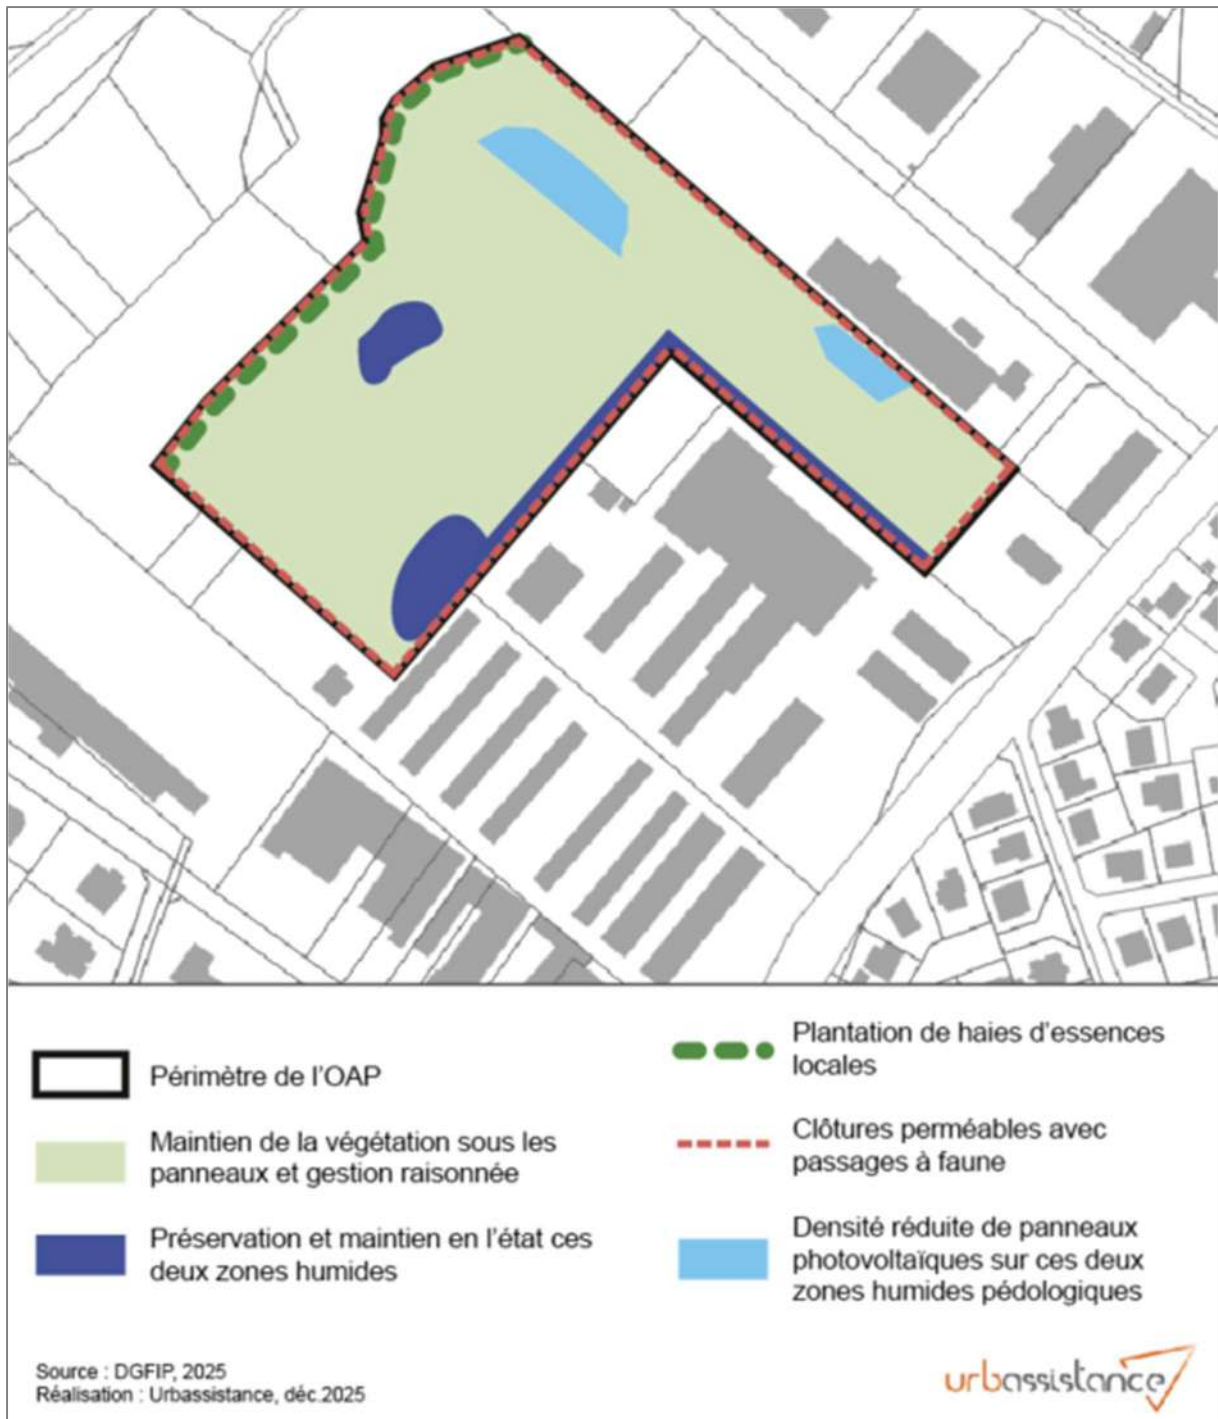 Périmètre de l'OAP
Maintien de la végétation sous les
panneaux et gestion raisonnée
Préservation et maintien en l'état ces
deux zones humides
Plantation de haies d'essences
locales
Clôtures perméables avec
passages à faune
Densité réduite de panneaux
photovoltaïques sur ces deux
zones humides pédologiques
Source : DGFIP, 2025
Réalisation : Urbassistance, déc.2025
urbassistance